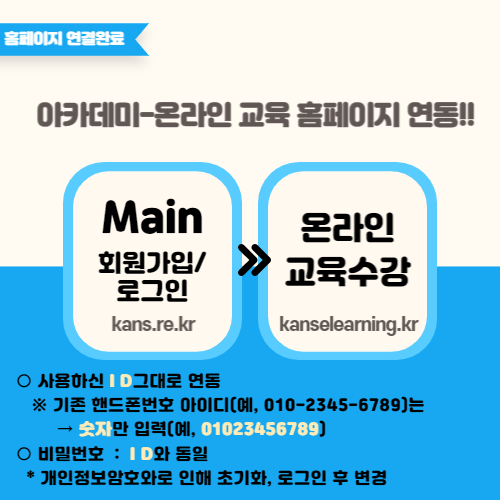 홈페이지 연결완료
아카데미-온라인 교육 홈페이지 연동!!
Main
회원가입/
로그인
kans.re.kr
»
온라인
교육수강
kanselearning.kr
○ 사용하신 I D그대로 연동
※ 기존 핸드폰번호 아이디(예, 010-2345-6789)는
→ 숫자만 입력(예, 01023456789)
○ 비밀번호 : I D와 동일
* 개인정보암호와로 인해 초기화, 로그인 후 변경